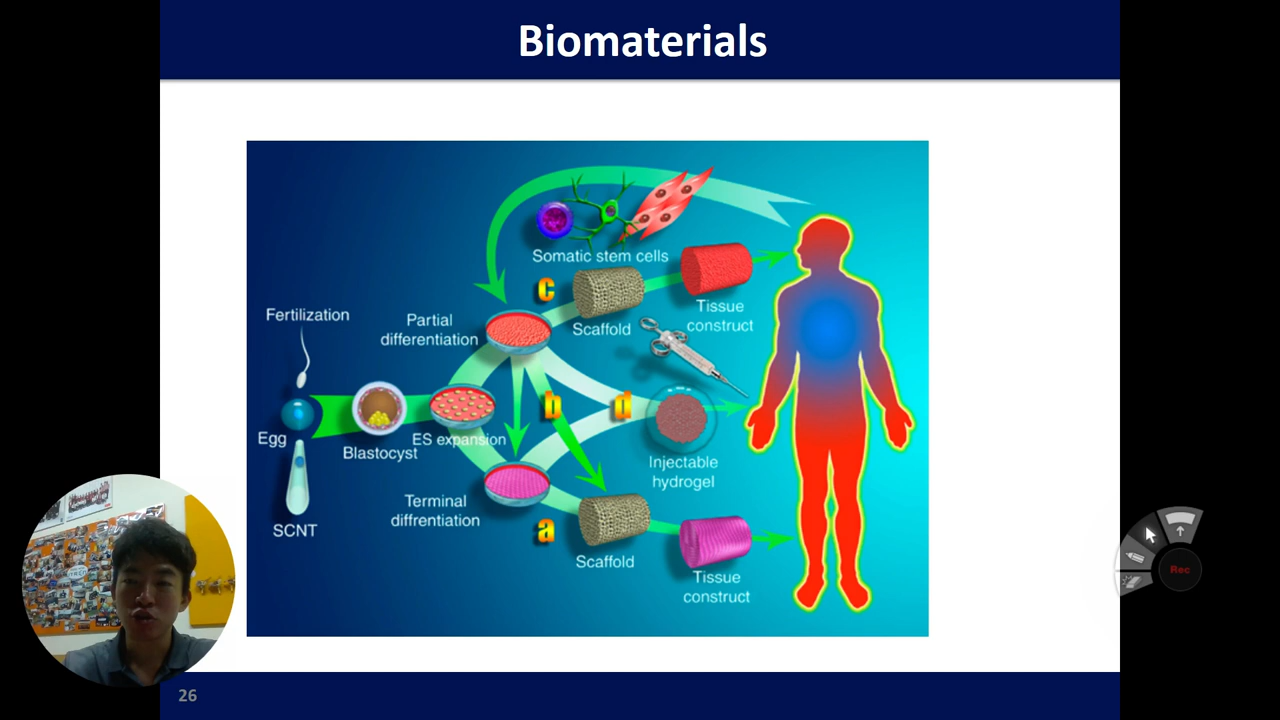 Biomaterials
Somatic stem cells
c
Scaffold
Tissue
construct
Fertilization
Partial
differentiation
Egg
Blastocyst
ES expansion
b
d
Injectable
hydrogel
SCNT
Terminal
diffrentiation
a
Scaffold
Tissue
construct
Rec
26